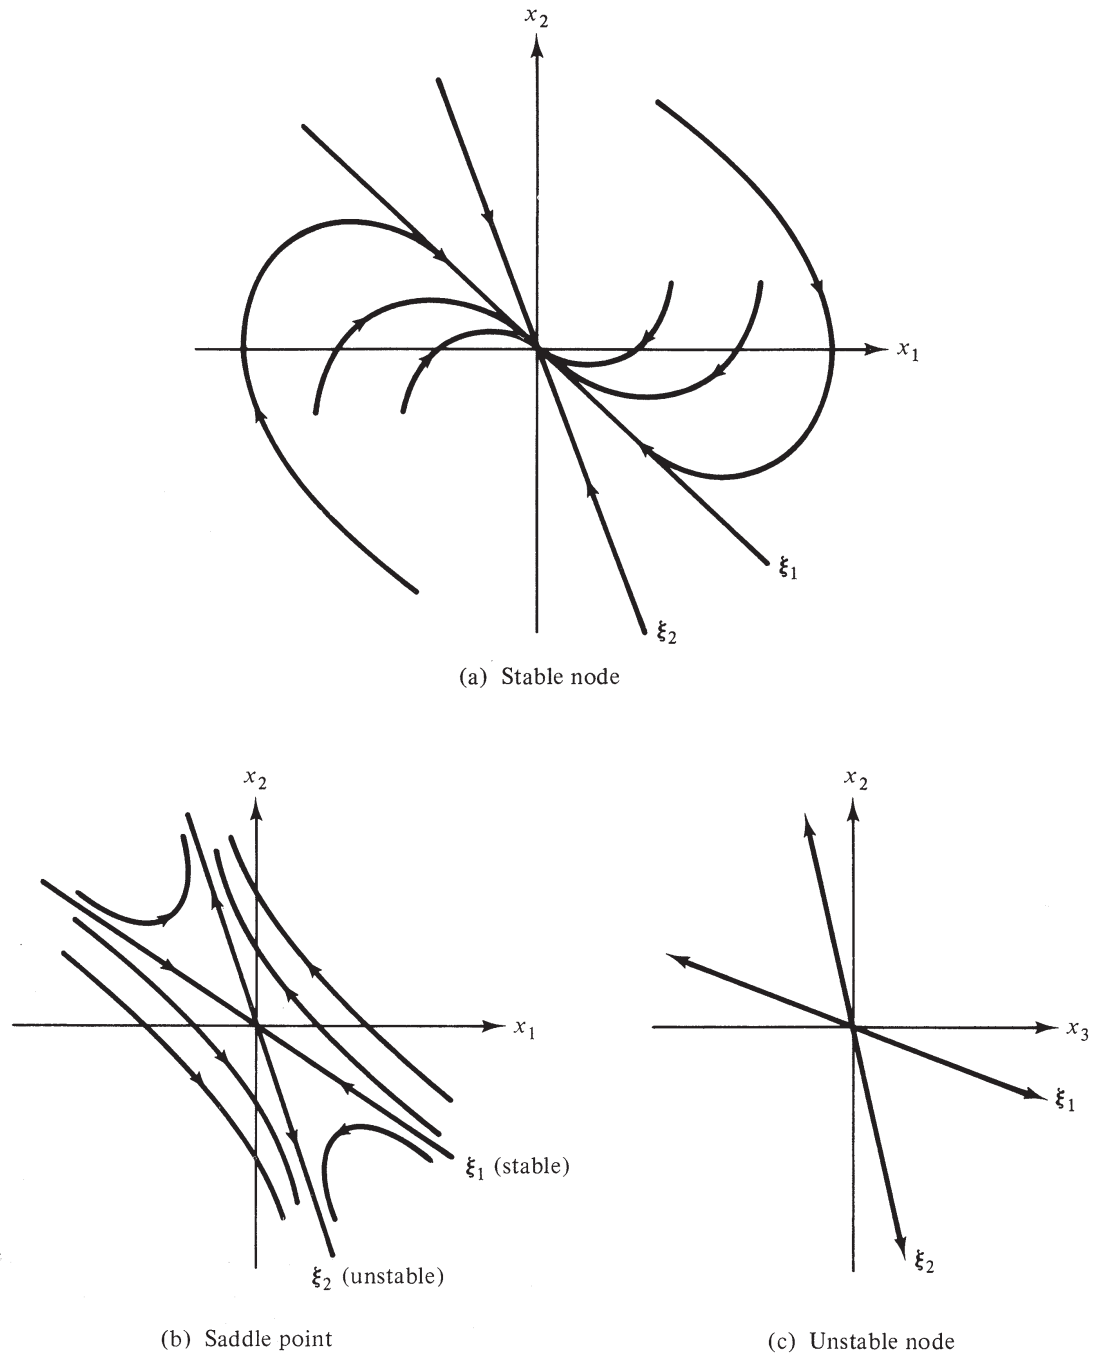 x₂
x₁
ξ₁
ξ₂
(a) Stable node
x₂
x₁
ξ₁ (stable)
ξ₂ (unstable)
(b) Saddle point
x₂
x₃
ξ₁
ξ₂
(c) Unstable node